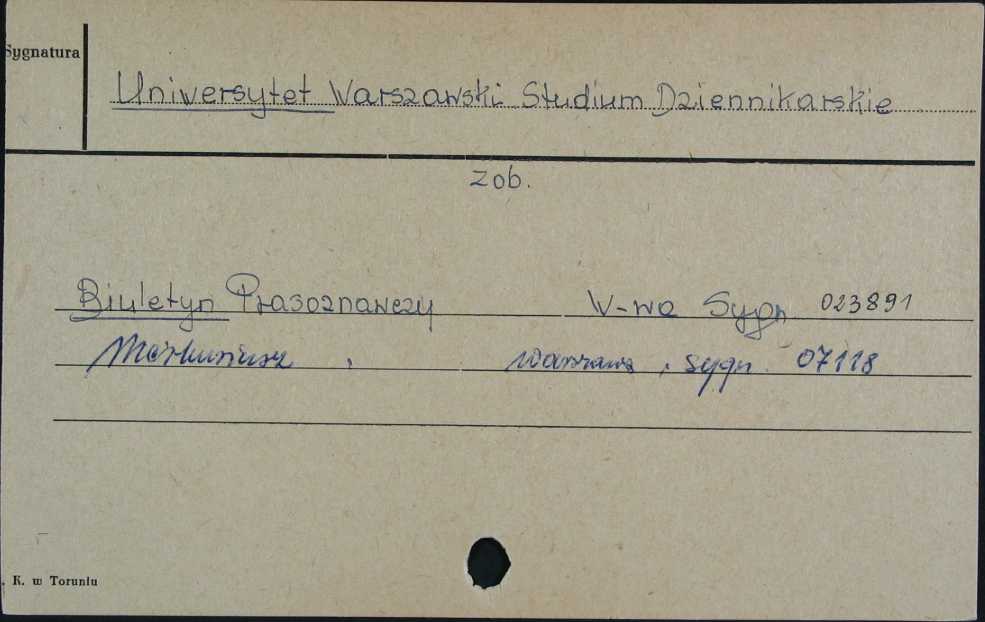 Sygnatura
Uniwersytet Warszawski Studium Dziennikarskie
zob.
Biuletyn Prasoznawczy W-wa Sygn. 023891
Warszawa, sygn. 07118
. K. w Toruniu